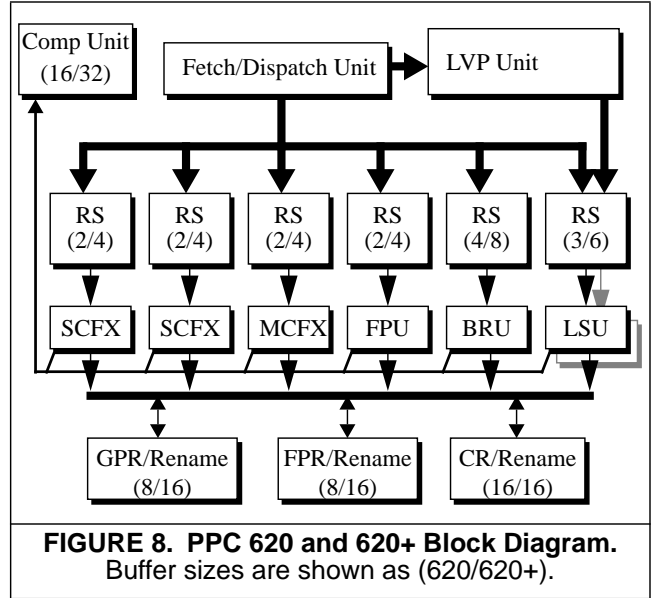 Comp Unit
(16/32)
Fetch/Dispatch Unit
LVP Unit
RS
(2/4)
RS
(2/4)
RS
(2/4)
RS
(2/4)
RS
(4/8)
RS
(3/6)
SCFX
SCFX
MCFX
FPU
BRU
LSU
GPR/Rename
(8/16)
FPR/Rename
(8/16)
CR/Rename
(16/16)
FIGURE 8. PPC 620 and 620+ Block Diagram.
Buffer sizes are shown as (620/620+).